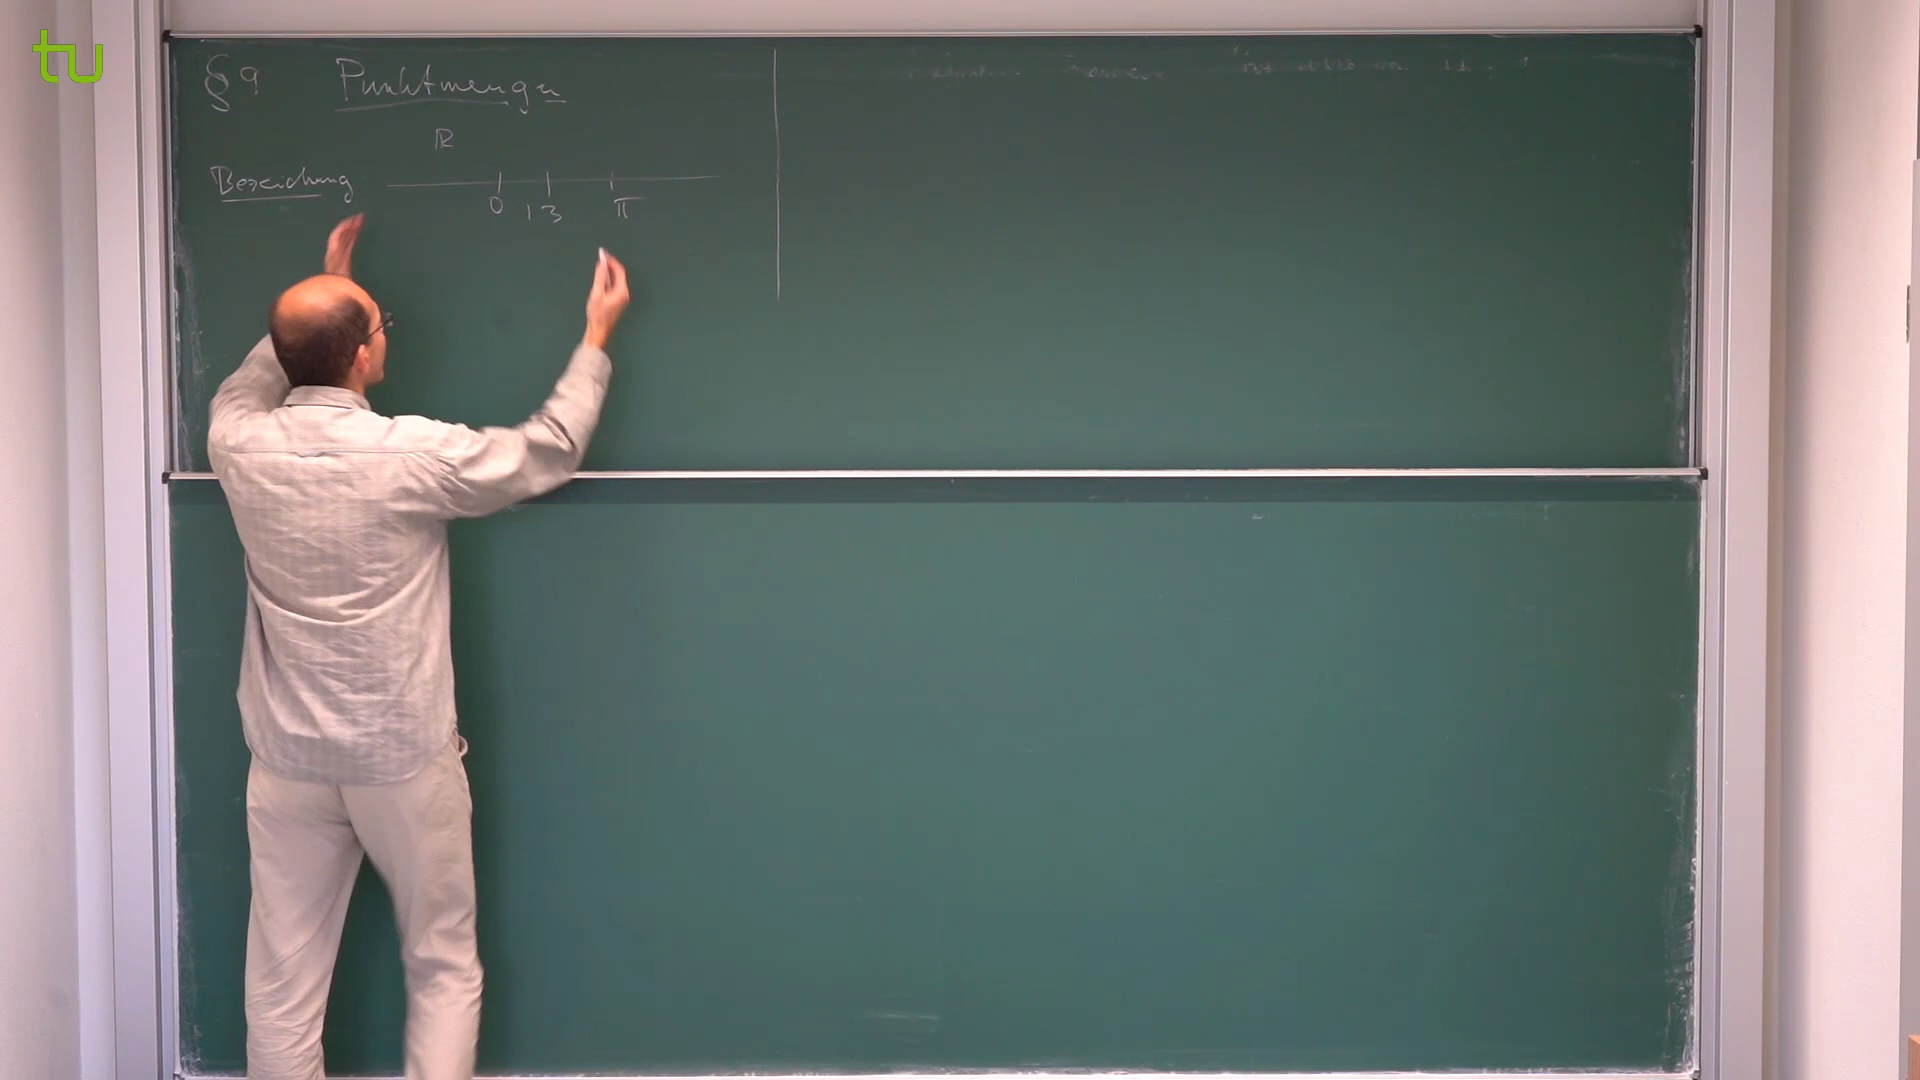 tu
§ 9 Punktmengen
ℝ
Bezeichnung
0 1,3 π